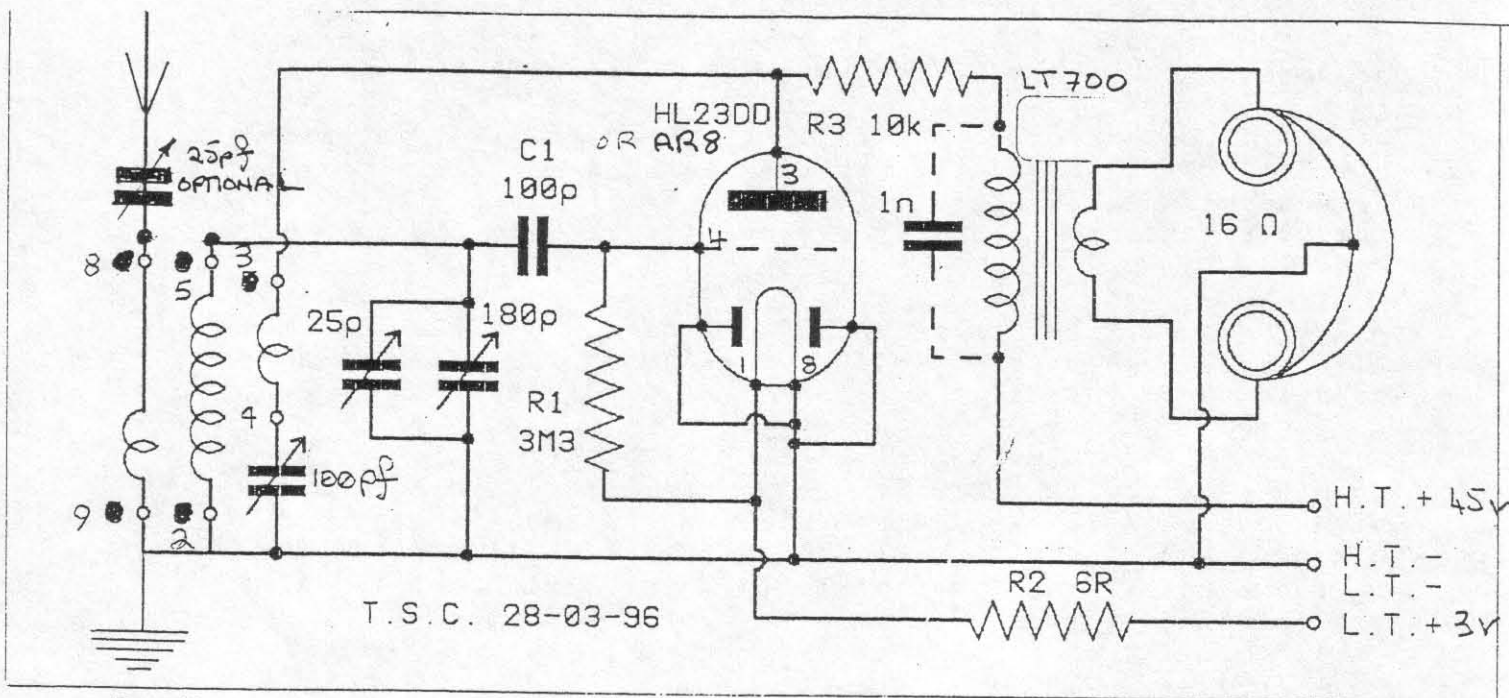 LT700
HL23DD
OR AR8
R3 10k
25pf
OPTIONAL
C1
100p
3
1n
4
16 Ω
8
5
3
25p
180p
1
8
R1
3M3
4
100pf
9
2
H.T. + 45v
H.T. -
L.T. -
R2 6R
L.T. + 3v
T.S.C. 28-03-96